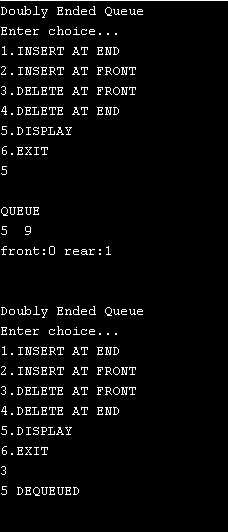 Doubly Ended Queue
Enter choice...
1.INSERT AT END
2.INSERT AT FRONT
3.DELETE AT FRONT
4.DELETE AT END
5.DISPLAY
6.EXIT
5
QUEUE
5  9
front:0 rear:1
Doubly Ended Queue
Enter choice...
1.INSERT AT END
2.INSERT AT FRONT
3.DELETE AT FRONT
4.DELETE AT END
5.DISPLAY
6.EXIT
3
5 DEQUEUED